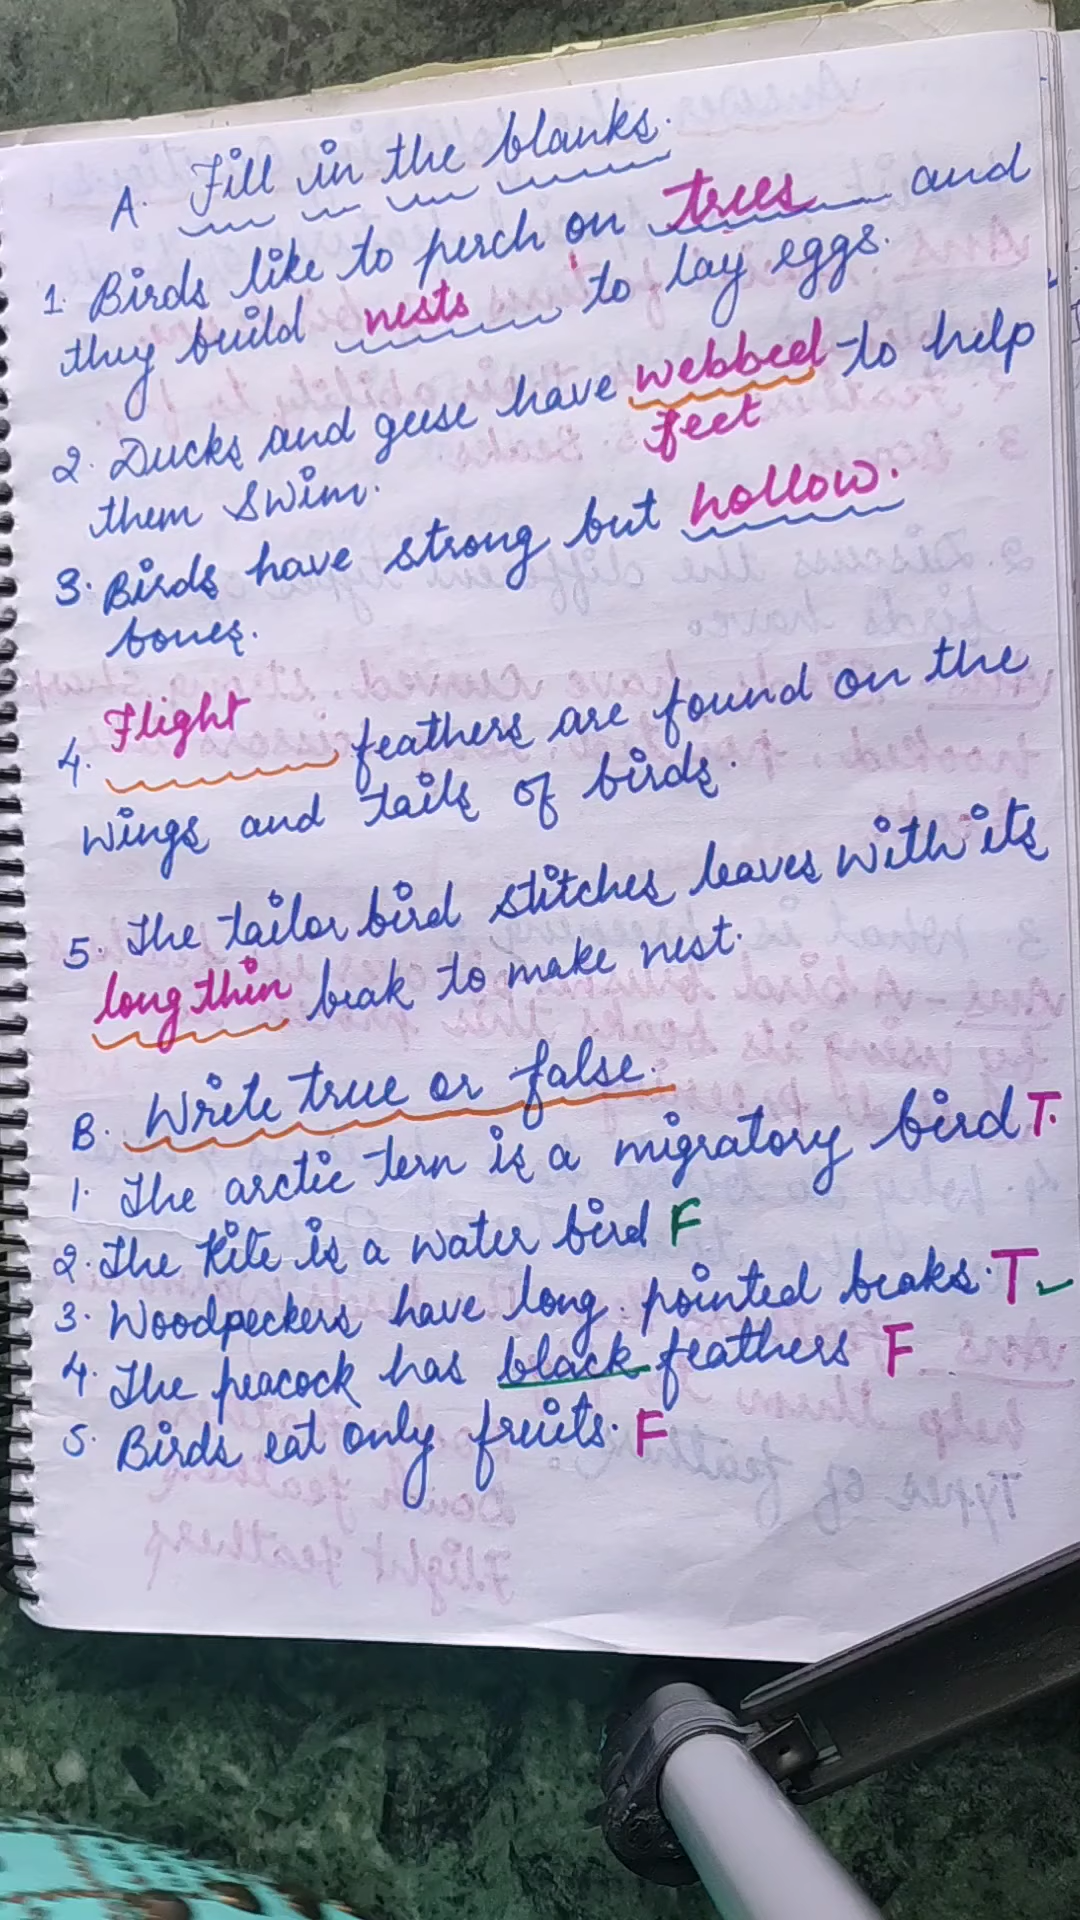 A. Fill in the blanks.
1. Birds like to perch on trees and
they build nests to lay eggs.
2. Ducks and geese have webbed to help
feet
them swim.
3. Birds have strong but hollow.
bones.
4. Flight feathers are found on the
wings and tails of birds.
5. The tailor bird stitches leaves with its
long thin beak to make nest.
B. Write true or false.
1. The arctic tern is a migratory bird T.
2. The Kite is a water bird F
3. Woodpeckers have long pointed beaks. T
4. The peacock has black feathers F
5. Birds eat only fruits. F